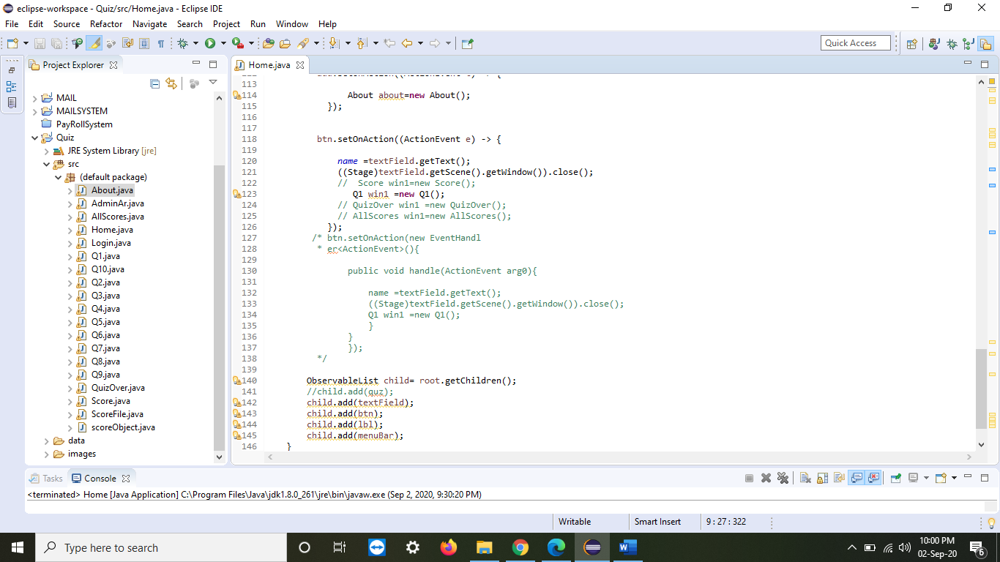 eclipse-workspace - Quiz/src/Home.java - Eclipse IDE
File Edit Source Refactor Navigate Search Project Run Window Help
Quick Access
Project Explorer
MAIL
MAILSYSTEM
PayRollSystem
Quiz
JRE System Library [jre]
src
(default package)
About.java
AdminAr.java
AllScores.java
Home.java
Login.java
Q1.java
Q10.java
Q2.java
Q3.java
Q4.java
Q5.java
Q6.java
Q7.java
Q8.java
Q9.java
QuizOver.java
Score.java
ScoreFile.java
scoreObject.java
data
images
Home.java
113
114 About about=new About();
115 });
116
117
118 btn.setOnAction((ActionEvent e) -> {
119
120 name =textField.getText();
121 ((Stage)textField.getScene().getWindow()).close();
122 // Score win1=new Score();
123 Q1 win1 =new Q1();
124 // QuizOver win1 =new QuizOver();
125 // AllScores win1=new AllScores();
126 });
127 /* btn.setOnAction(new EventHandl
128 * er<ActionEvent>(){
129
130 public void handle(ActionEvent arg0){
131
132 name =textField.getText();
133 ((Stage)textField.getScene().getWindow()).close();
134 Q1 win1 =new Q1();
135 }
136 }
137 });
138 */
139
140 ObservableList child= root.getChildren();
141 //child.add(quz);
142 child.add(textField);
143 child.add(btn);
144 child.add(lbl);
145 child.add(menuBar);
146 }
Tasks Console
<terminated> Home [Java Application] C:\Program Files\Java\jdk1.8.0_261\jre\bin\javaw.exe (Sep 2, 2020, 9:30:20 PM)
Writable Smart Insert 9 : 27 : 322
Type here to search
10:00 PM
02-Sep-20
6